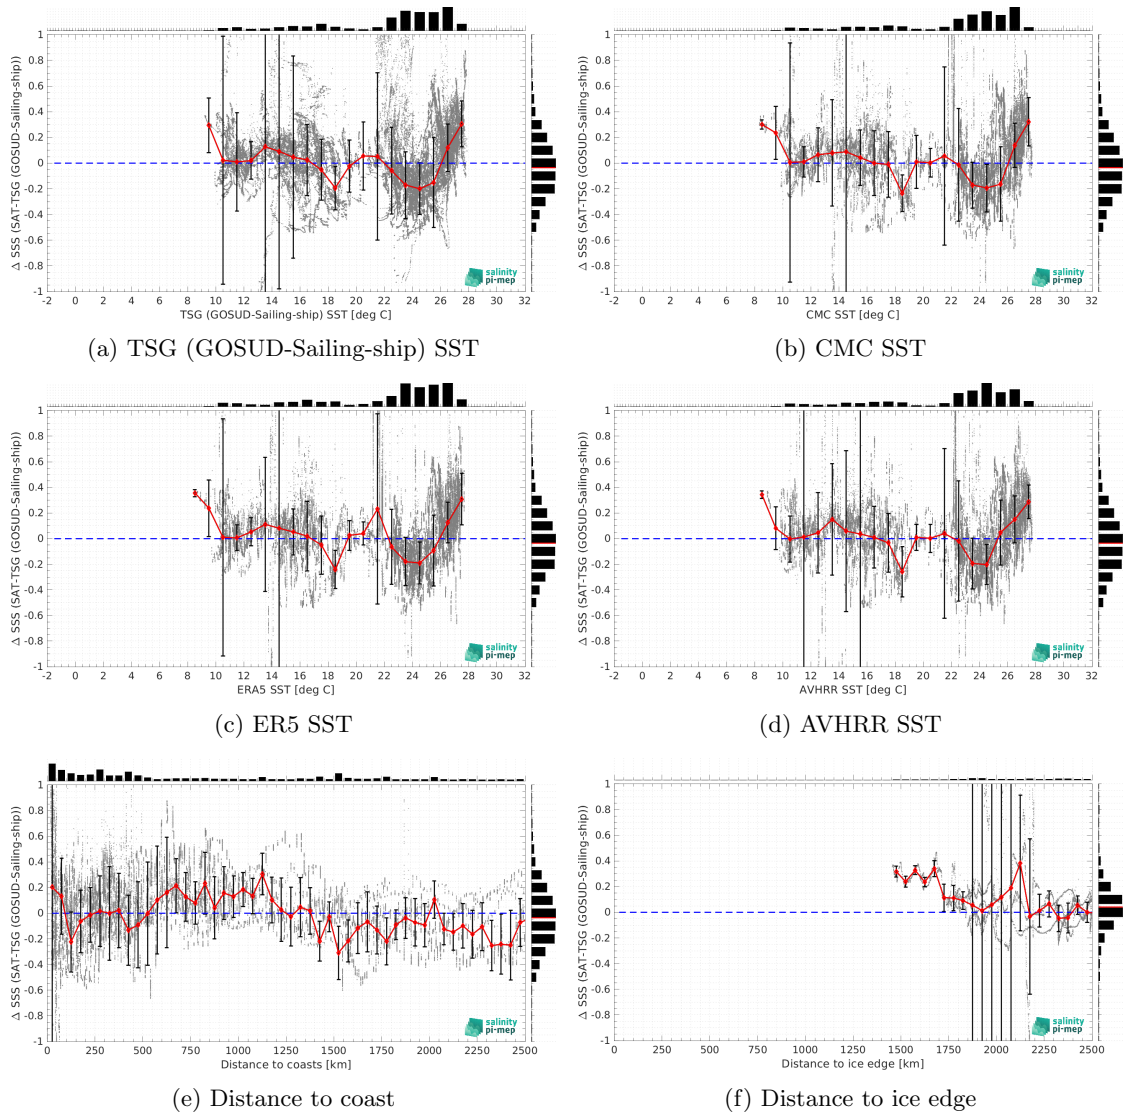 Δ SSS (SAT-TSG (GOSUD-Sailing-ship))
1
0.8
0.6
0.4
0.2
0
-0.2
-0.4
-0.6
-0.8
-1
salinity
pi-mep
-2 0 2 4 6 8 10 12 14 16 18 20 22 24 26 28 30 32
TSG (GOSUD-Sailing-ship) SST [deg C]
(a) TSG (GOSUD-Sailing-ship) SST
Δ SSS (SAT-TSG (GOSUD-Sailing-ship))
1
0.8
0.6
0.4
0.2
0
-0.2
-0.4
-0.6
-0.8
-1
salinity
pi-mep
-2 0 2 4 6 8 10 12 14 16 18 20 22 24 26 28 30 32
CMC SST [deg C]
(b) CMC SST
Δ SSS (SAT-TSG (GOSUD-Sailing-ship))
1
0.8
0.6
0.4
0.2
0
-0.2
-0.4
-0.6
-0.8
-1
salinity
pi-mep
-2 0 2 4 6 8 10 12 14 16 18 20 22 24 26 28 30 32
ERA5 SST [deg C]
(c) ER5 SST
Δ SSS (SAT-TSG (GOSUD-Sailing-ship))
1
0.8
0.6
0.4
0.2
0
-0.2
-0.4
-0.6
-0.8
-1
salinity
pi-mep
-2 0 2 4 6 8 10 12 14 16 18 20 22 24 26 28 30 32
AVHRR SST [deg C]
(d) AVHRR SST
Δ SSS (SAT-TSG (GOSUD-Sailing-ship))
1
0.8
0.6
0.4
0.2
0
-0.2
-0.4
-0.6
-0.8
-1
salinity
pi-mep
0 250 500 750 1000 1250 1500 1750 2000 2250 2500
Distance to coasts [km]
(e) Distance to coast
Δ SSS (SAT-TSG (GOSUD-Sailing-ship))
1
0.8
0.6
0.4
0.2
0
-0.2
-0.4
-0.6
-0.8
-1
salinity
pi-mep
0 250 500 750 1000 1250 1500 1750 2000 2250 2500
Distance to ice edge [km]
(f) Distance to ice edge